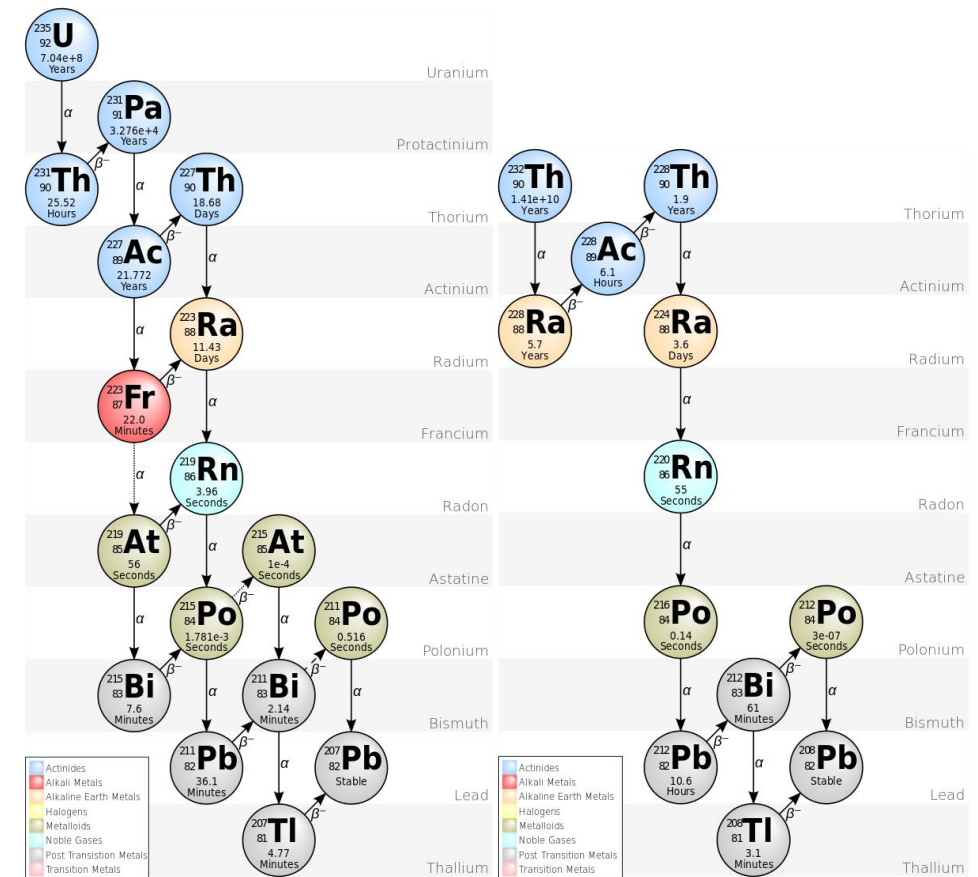 235
92
U
7.04e+8
Years
Uranium
α
231
91
Pa
3.276e+4
Years
Protactinium
β−
231
90
Th
25.52
Hours
α
227
90
Th
18.68
Days
Thorium
β−
227
89
Ac
21.772
Years
α
Actinium
α
223
88
Ra
11.43
Days
Radium
β−
223
87
Fr
22.0
Minutes
α
Francium
α
219
86
Rn
3.96
Seconds
Radon
β−
219
85
At
56
Seconds
α
215
85
At
1e-4
Seconds
Astatine
β−
α
215
84
Po
1.781e-3
Seconds
α
211
84
Po
0.516
Seconds
Polonium
β−
β−
215
83
Bi
7.6
Minutes
α
211
83
Bi
2.14
Minutes
α
Bismuth
β−
211
82
Pb
36.1
Minutes
α
207
82
Pb
Stable
Lead
β−
207
81
Tl
4.77
Minutes
Thallium
Actinides
Alkali Metals
Alkaline Earth Metals
Halogens
Metalloids
Noble Gases
Post Transistion Metals
Transition Metals
232
90
Th
1.41e+10
Years
228
90
Th
1.9
Years
Thorium
β−
α
228
89
Ac
6.1
Hours
α
Actinium
β−
228
88
Ra
5.7
Years
224
88
Ra
3.6
Days
Radium
α
Francium
220
86
Rn
55
Seconds
Radon
α
Astatine
216
84
Po
0.14
Seconds
212
84
Po
3e-07
Seconds
Polonium
β−
α
212
83
Bi
61
Minutes
α
Bismuth
β−
212
82
Pb
10.6
Hours
α
208
82
Pb
Stable
Lead
β−
208
81
Tl
3.1
Minutes
Thallium
Actinides
Alkali Metals
Alkaline Earth Metals
Halogens
Metalloids
Noble Gases
Post Transistion Metals
Transition Metals